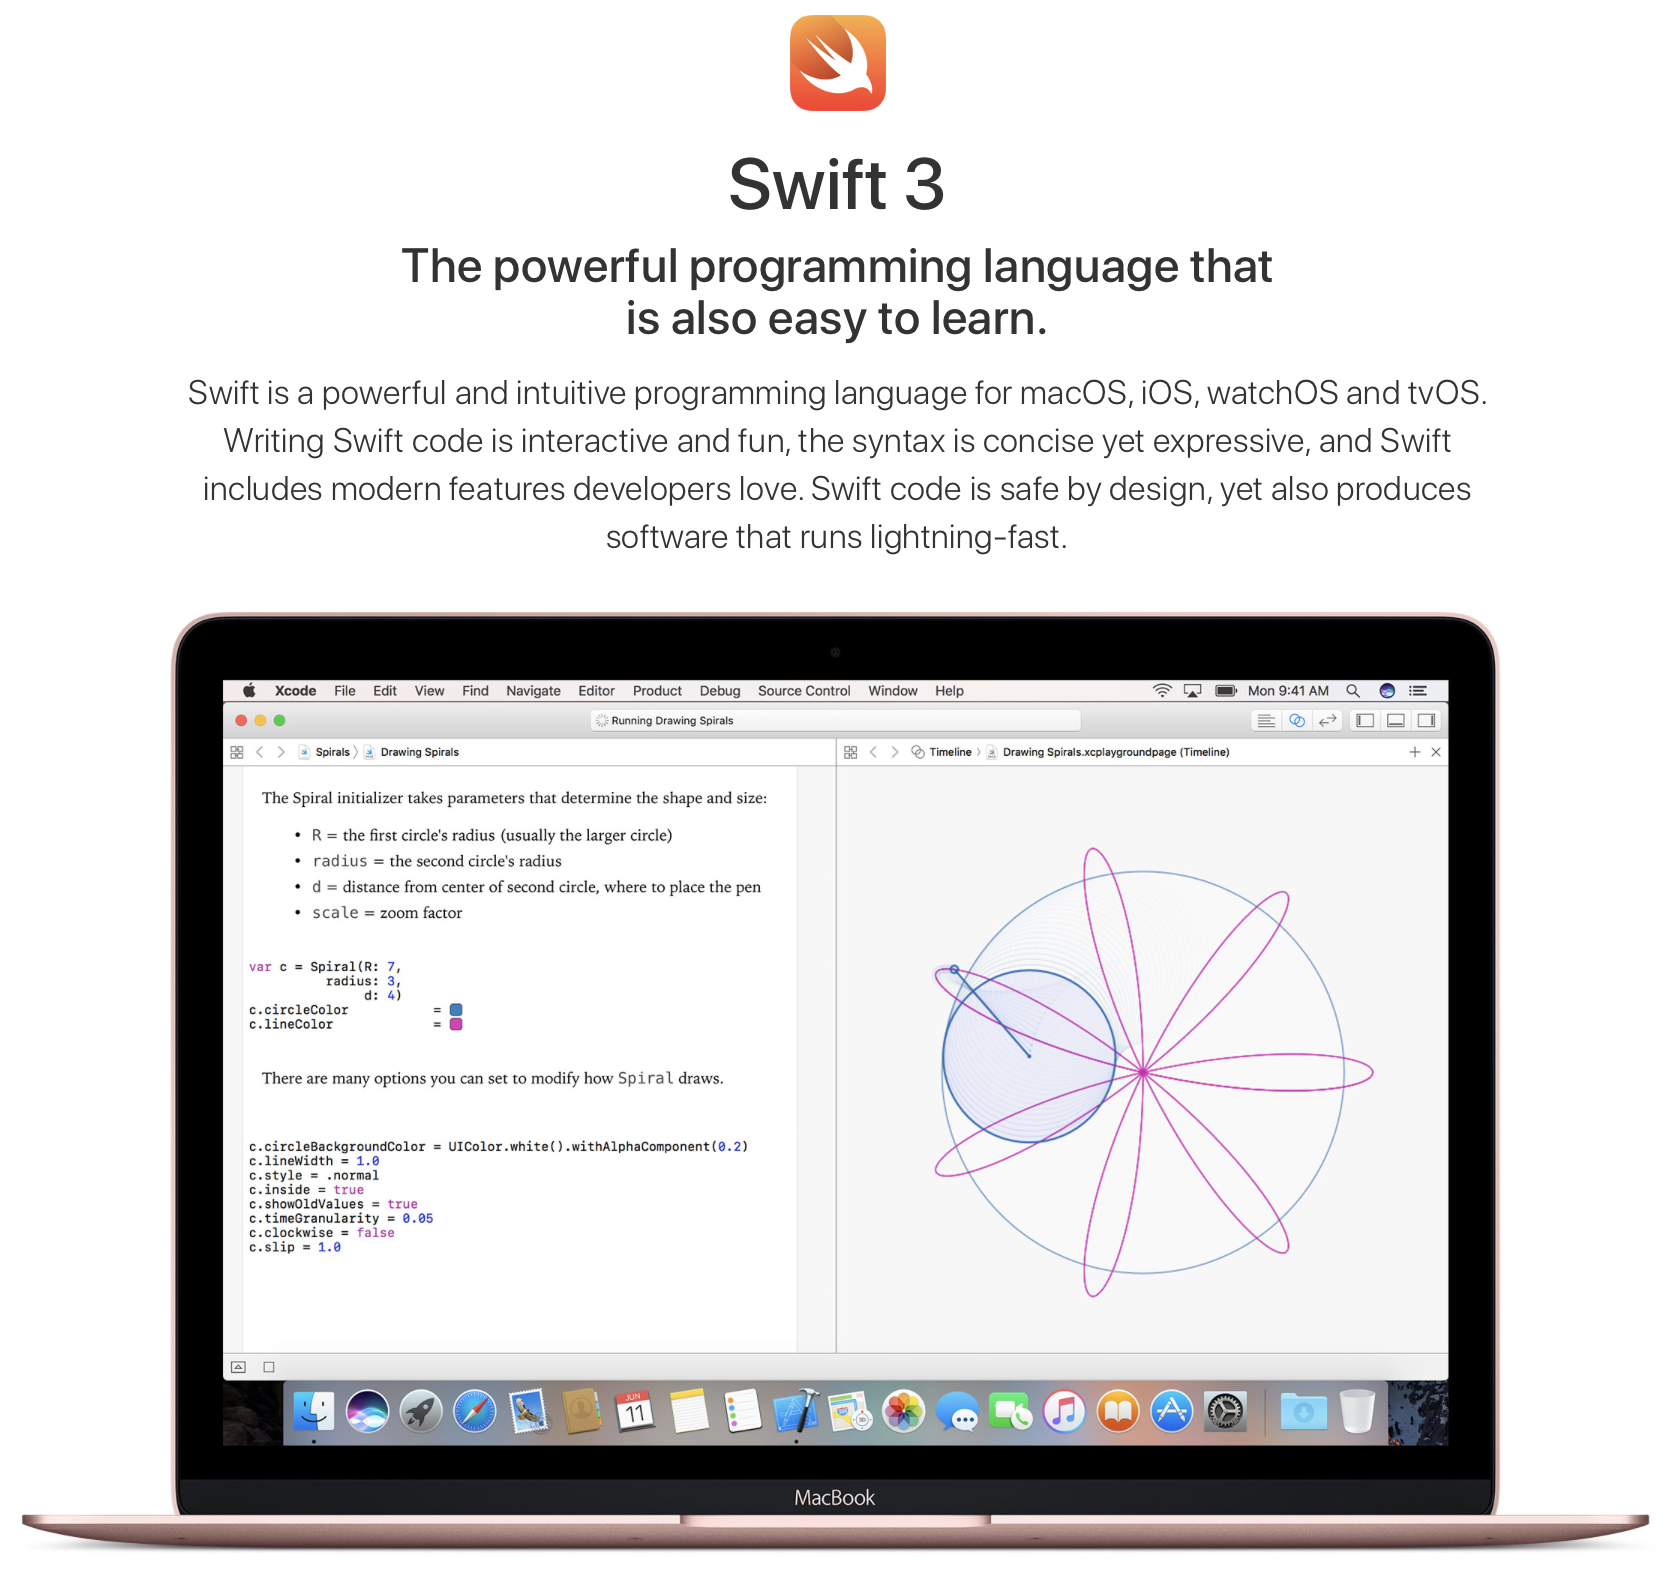 Swift 3
The powerful programming language that
is also easy to learn.
Swift is a powerful and intuitive programming language for macOS, iOS, watchOS and tvOS.
Writing Swift code is interactive and fun, the syntax is concise yet expressive, and Swift
includes modern features developers love. Swift code is safe by design, yet also produces
software that runs lightning-fast.
Xcode File Edit View Find Navigate Editor Product Debug Source Control Window Help Mon 9:41 AM
Running Drawing Spirals
Spirals Drawing Spirals
Timeline Drawing Spirals.xcplaygroundpage (Timeline)
The Spiral initializer takes parameters that determine the shape and size:
• R = the first circle's radius (usually the larger circle)
• radius = the second circle's radius
• d = distance from center of second circle, where to place the pen
• scale = zoom factor
var c = Spiral(R: 7,
radius: 3,
d: 4)
c.circleColor =
c.lineColor =
There are many options you can set to modify how Spiral draws.
c.circleBackgroundColor = UIColor.white().withAlphaComponent(0.2)
c.lineWidth = 1.0
c.style = .normal
c.inside = true
c.showOldValues = true
c.timeGranularity = 0.05
c.clockwise = false
c.slip = 1.0
JUN
11
3D
MacBook